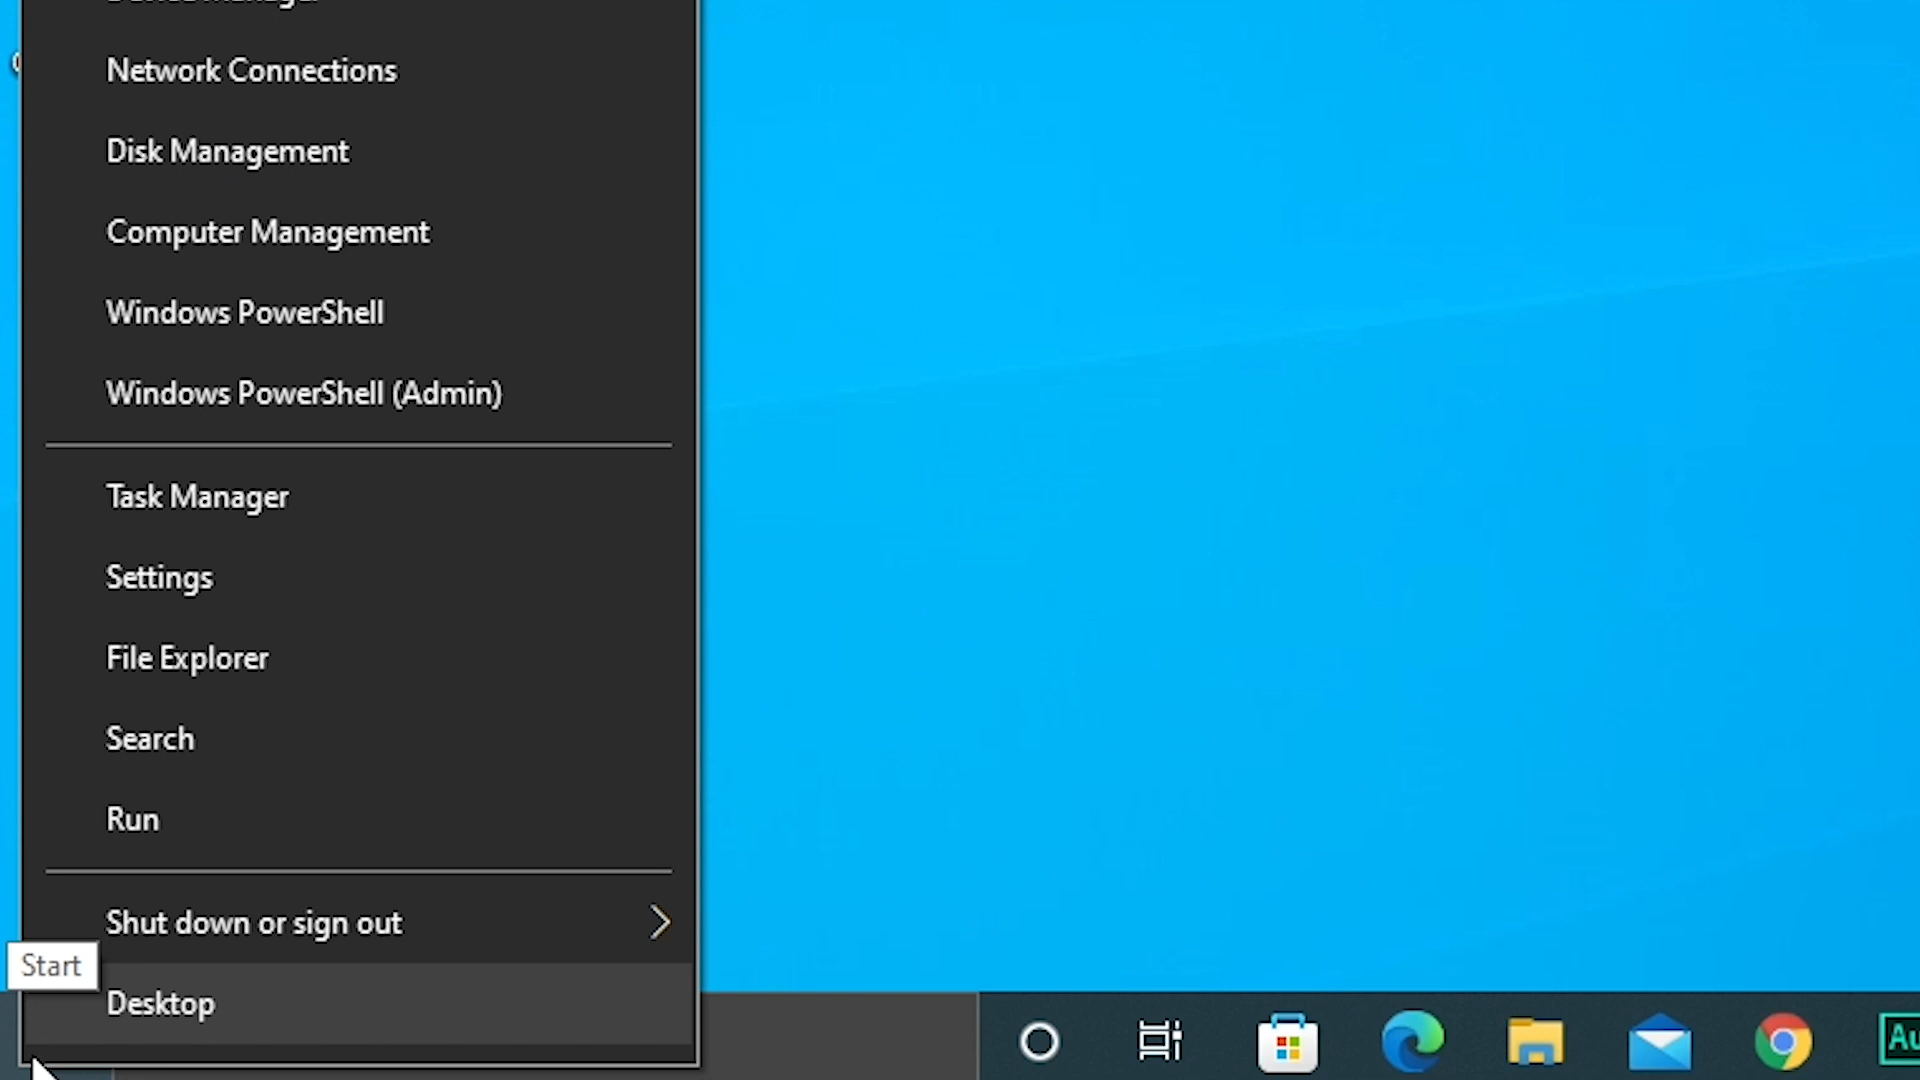 Network Connections
Disk Management
Computer Management
Windows PowerShell
Windows PowerShell (Admin)
Task Manager
Settings
File Explorer
Search
Run
Shut down or sign out
Start
Desktop
Au